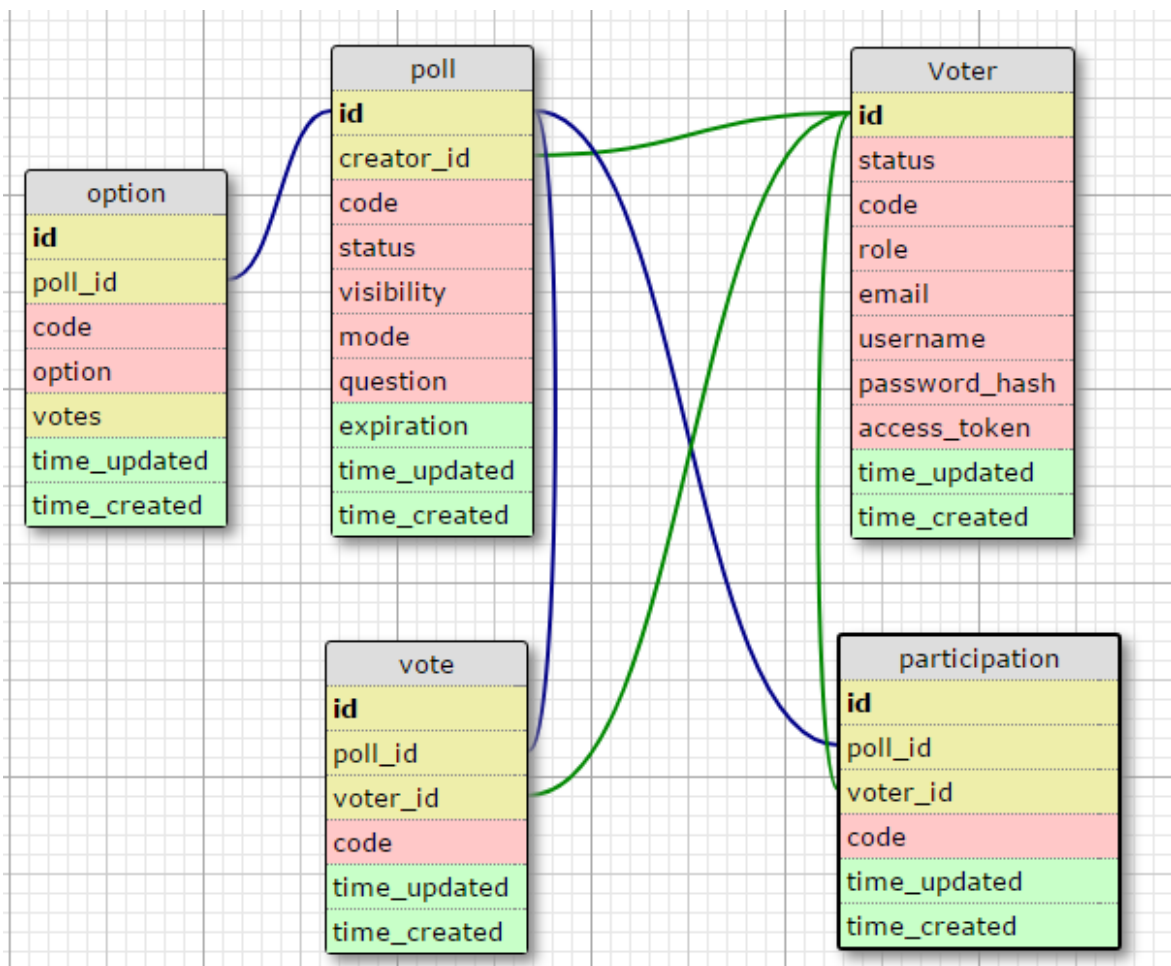 option
id
poll_id
code
option
votes
time_updated
time_created
poll
id
creator_id
code
status
visibility
mode
question
expiration
time_updated
time_created
Voter
id
status
code
role
email
username
password_hash
access_token
time_updated
time_created
vote
id
poll_id
voter_id
code
time_updated
time_created
participation
id
poll_id
voter_id
code
time_updated
time_created